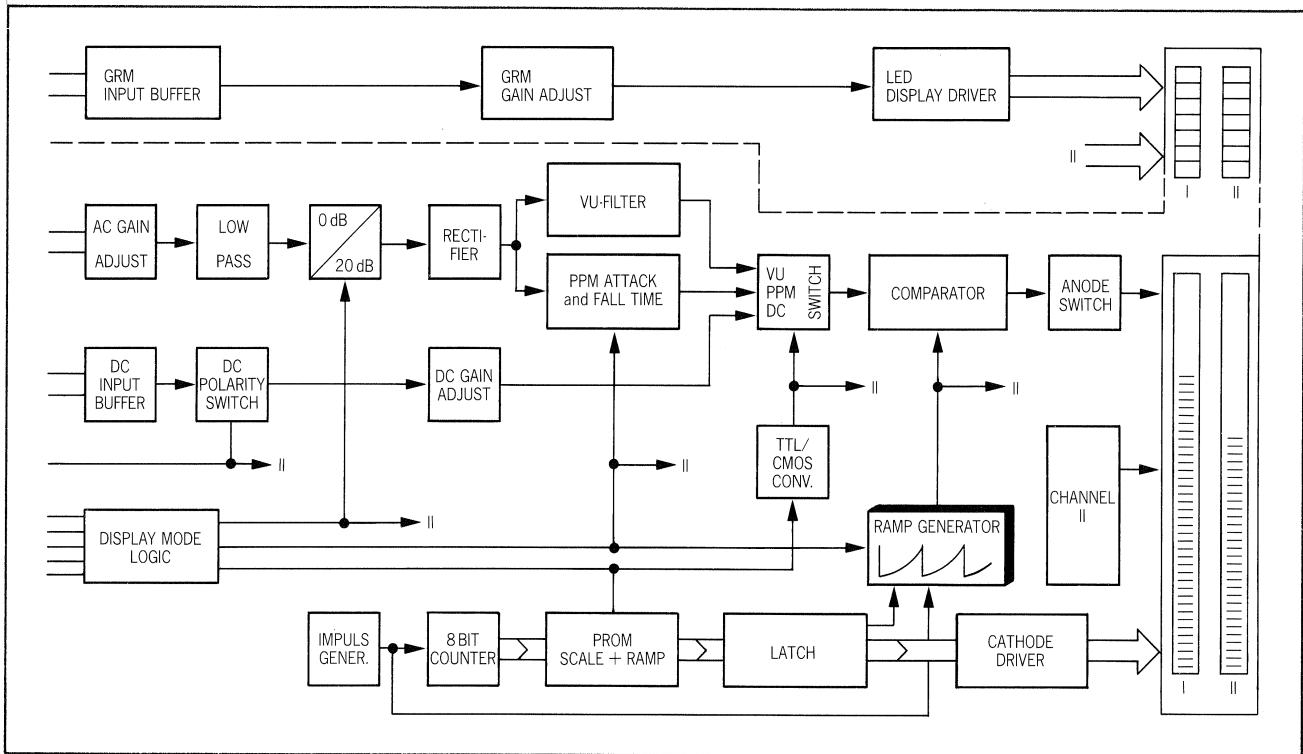 GRM
INPUT BUFFER
GRM
GAIN ADJUST
LED
DISPLAY DRIVER
II
I
II
AC GAIN
ADJUST
LOW
PASS
0 dB
20 dB
RECTI-
FIER
VU-FILTER
PPM ATTACK
and FALL TIME
VU
PPM
DC
SWITCH
COMPARATOR
ANODE
SWITCH
DC
INPUT
BUFFER
DC
POLARITY
SWITCH
DC GAIN
ADJUST
II
II
II
II
TTL/
CMOS
CONV.
CHANNEL
II
DISPLAY MODE
LOGIC
II
RAMP GENERATOR
IMPULS
GENER.
8 BIT
COUNTER
PROM
SCALE + RAMP
LATCH
CATHODE
DRIVER
I
II